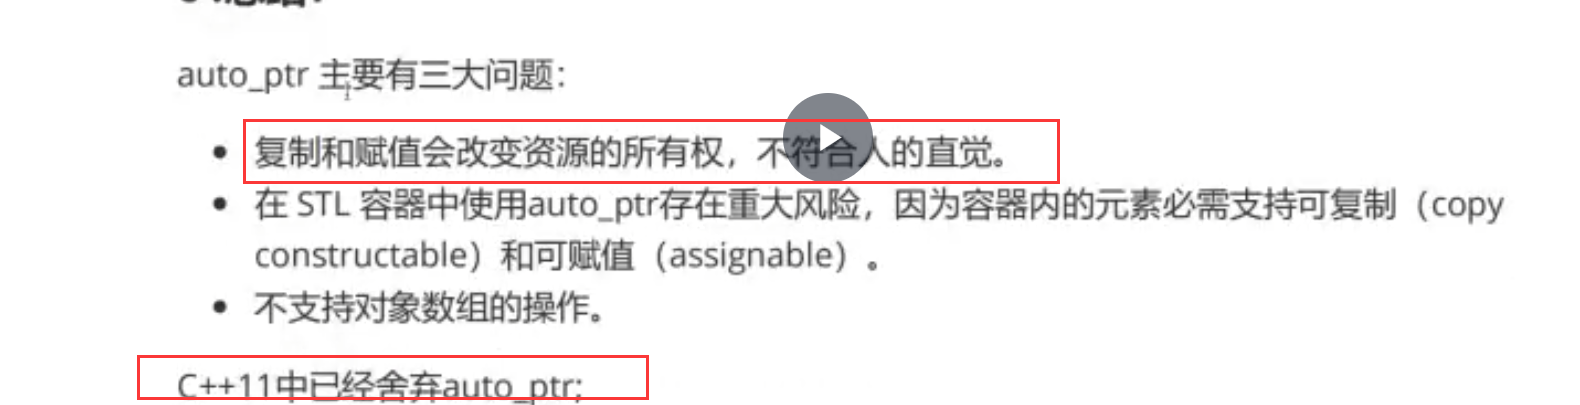 auto_ptr 主要有三大问题：
复制和赋值会改变资源的所有权，不符合人的直觉。
在 STL 容器中使用auto_ptr存在重大风险，因为容器内的元素必需支持可复制（copy
constructable）和可赋值（assignable）。
不支持对象数组的操作。
C++11中已经舍弃auto_ptr;